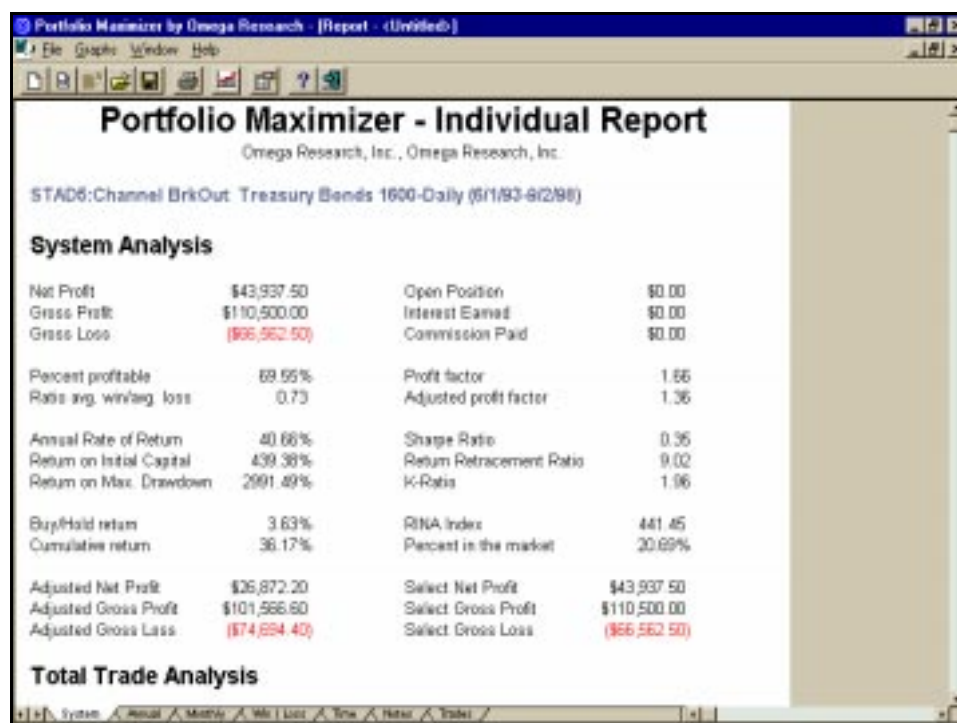 Portfolio Maximizer by Omega Research - [Report - <Untitled>]
File Graphs Window Help
Portfolio Maximizer - Individual Report
Omega Research, Inc., Omega Research, Inc.
STAD6:Channel BrkOut Treasury Bonds 1600-Daily (6/1/93-9/2/98)
System Analysis
Net Profit $43,937.50 Open Position $0.00
Gross Profit $110,500.00 Interest Earned $0.00
Gross Loss ($66,562.50) Commission Paid $0.00
Percent profitable 69.55% Profit factor 1.66
Ratio avg. win/avg. loss 0.73 Adjusted profit factor 1.36
Annual Rate of Return 40.66% Sharpe Ratio 0.35
Return on Initial Capital 439.38% Return Retracement Ratio 9.02
Return on Max. Drawdown 2991.49% K-Ratio 1.96
Buy/Hold return 3.63% RINA Index 441.45
Cumulative return 36.17% Percent in the market 20.69%
Adjusted Net Profit $26,872.20 Select Net Profit $43,937.50
Adjusted Gross Profit $101,566.60 Select Gross Profit $110,500.00
Adjusted Gross Loss ($74,694.40) Select Gross Loss ($66,562.50)
Total Trade Analysis
System Annual Monthly Win | Loss Time Notes Trades